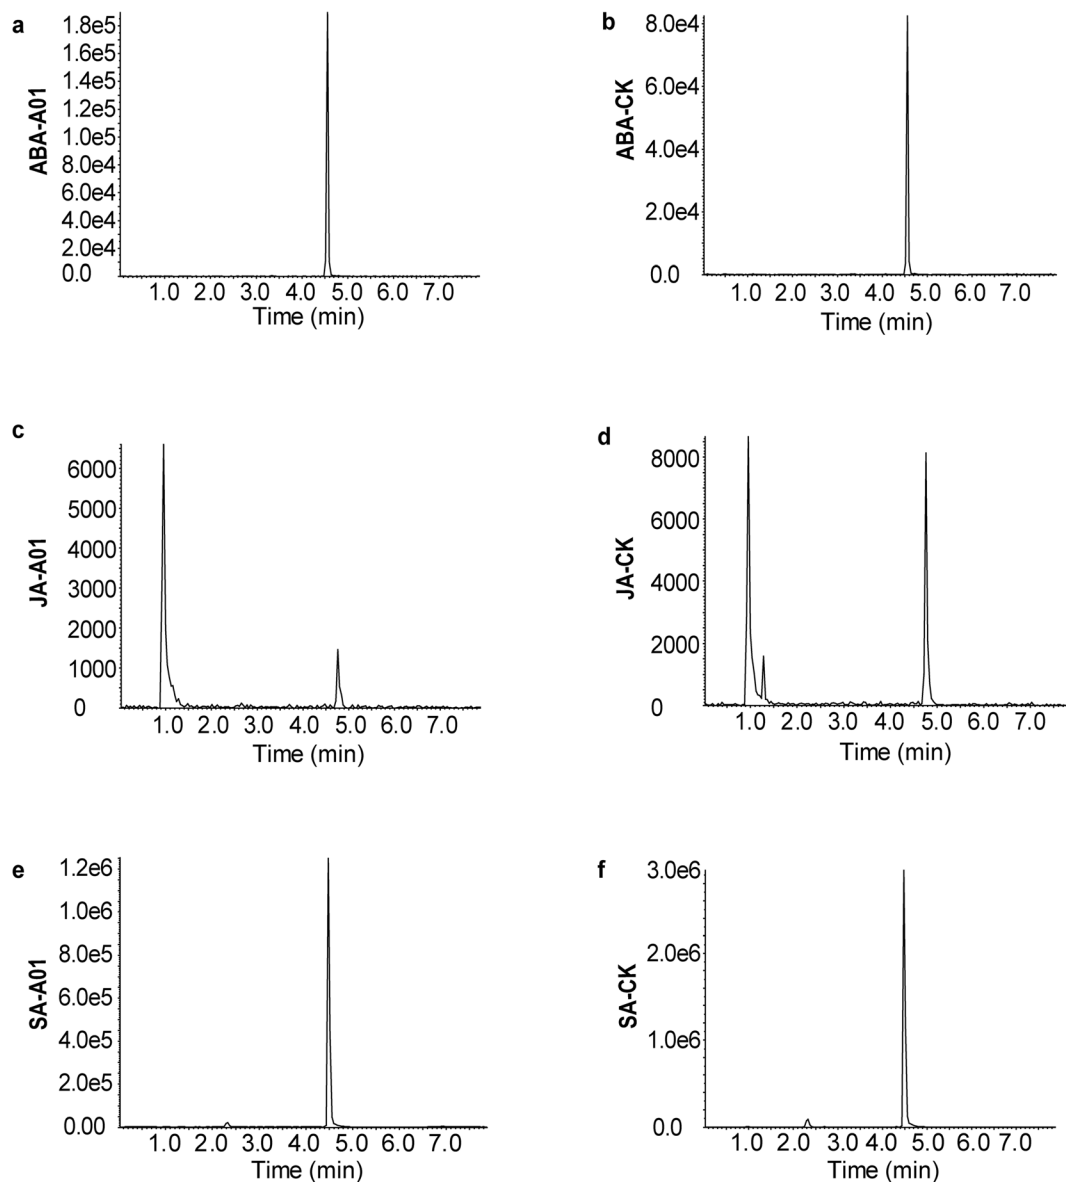 a
ABA-A01
1.8e5
1.6e5
1.4e5
1.2e5
1.0e5
8.0e4
6.0e4
4.0e4
2.0e4
0.0
1.0 2.0 3.0 4.0 5.0 6.0 7.0
Time (min)
b
ABA-CK
8.0e4
6.0e4
4.0e4
2.0e4
0.0
1.0 2.0 3.0 4.0 5.0 6.0 7.0
Time (min)
c
JA-A01
6000
5000
4000
3000
2000
1000
0
1.0 2.0 3.0 4.0 5.0 6.0 7.0
Time (min)
d
JA-CK
8000
6000
4000
2000
0
1.0 2.0 3.0 4.0 5.0 6.0 7.0
Time (min)
e
SA-A01
1.2e6
1.0e6
8.0e5
6.0e5
4.0e5
2.0e5
0.00
1.0 2.0 3.0 4.0 5.0 6.0 7.0
Time (min)
f
SA-CK
3.0e6
2.0e6
1.0e6
0.0
1.0 2.0 3.0 4.0 5.0 6.0 7.0
Time (min)